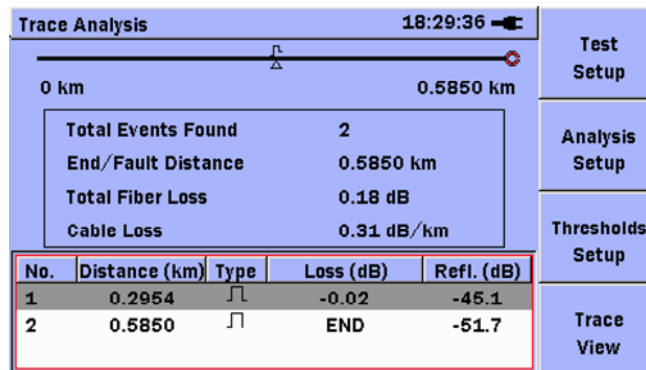 Trace Analysis 18:29:36
0 km 0.5850 km
Total Events Found 2
End/Fault Distance 0.5850 km
Total Fiber Loss 0.18 dB
Cable Loss 0.31 dB/km
No. Distance (km) Type Loss (dB) Refl. (dB)
1 0.2954 -0.02 -45.1
2 0.5850 END -51.7
Test
Setup
Analysis
Setup
Thresholds
Setup
Trace
View